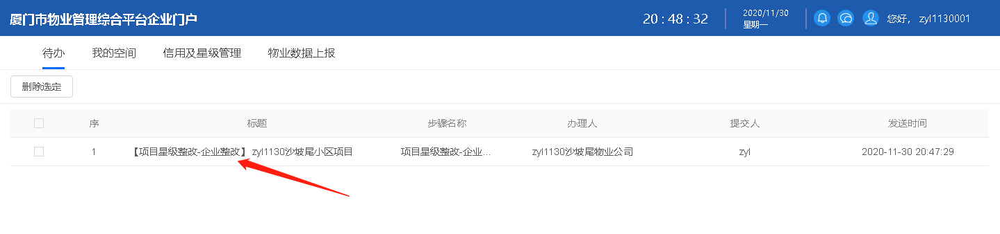 厦门市物业管理综合平台企业门户
20 : 48 : 32
2020/11/30
星期一
您好， zyl1130001
待办 我的空间 信用及星级管理 物业数据上报
删除选定
序 标题 步骤名称 办理人 提交人 发送时间
1 【项目星级整改-企业整改】 zyl1130沙坡尾小区项目 项目星级整改-企业... zyl1130沙坡尾物业公司 zyl 2020-11-30 20:47:29